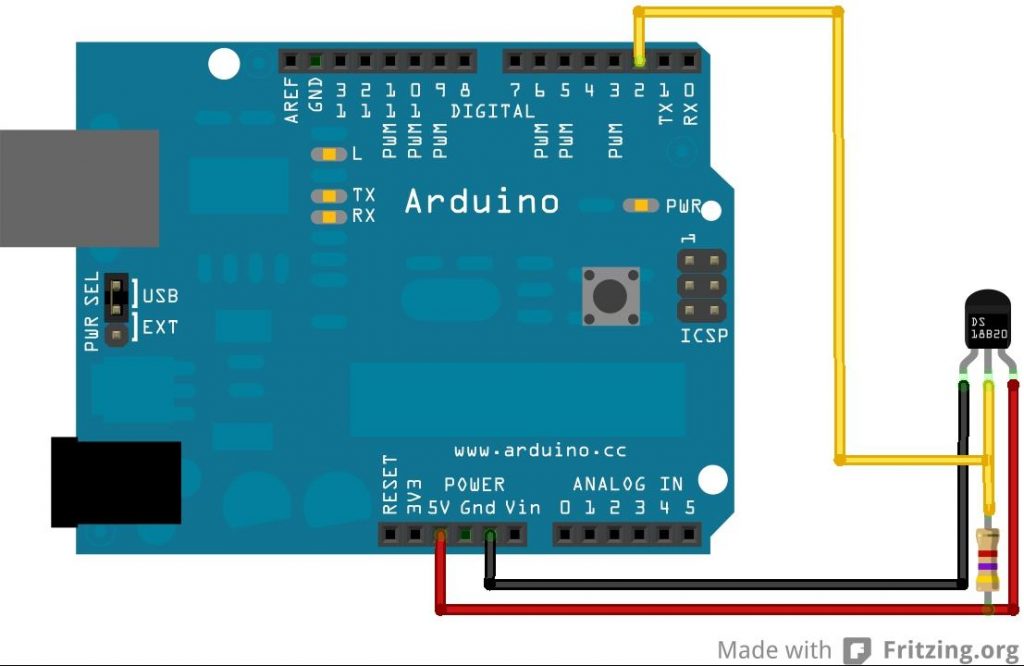 AREF
GND
13
12
11
10
9
8
7
6
5
4
3
2
TX 1
RX 0
DIGITAL
PWM
PWM
PWM
PWM
PWM
PWM
L
TX
RX
Arduino
PWR
1
ICSP
PWR SEL
USB
EXT
DS
18B20
www.arduino.cc
POWER
ANALOG IN
RESET
3V3
5V Gnd Vin
0 1 2 3 4 5
Made with Fritzing.org